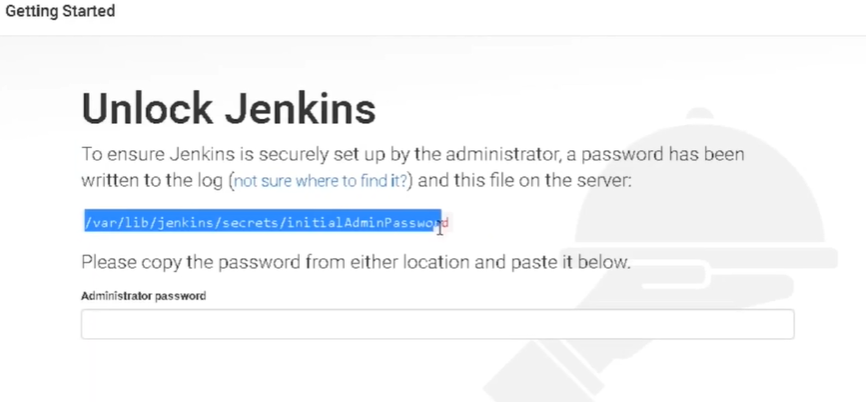 Getting Started
Unlock Jenkins
To ensure Jenkins is securely set up by the administrator, a password has been
written to the log (not sure where to find it?) and this file on the server:
/var/lib/jenkins/secrets/initialAdminPassword
Please copy the password from either location and paste it below.
Administrator password